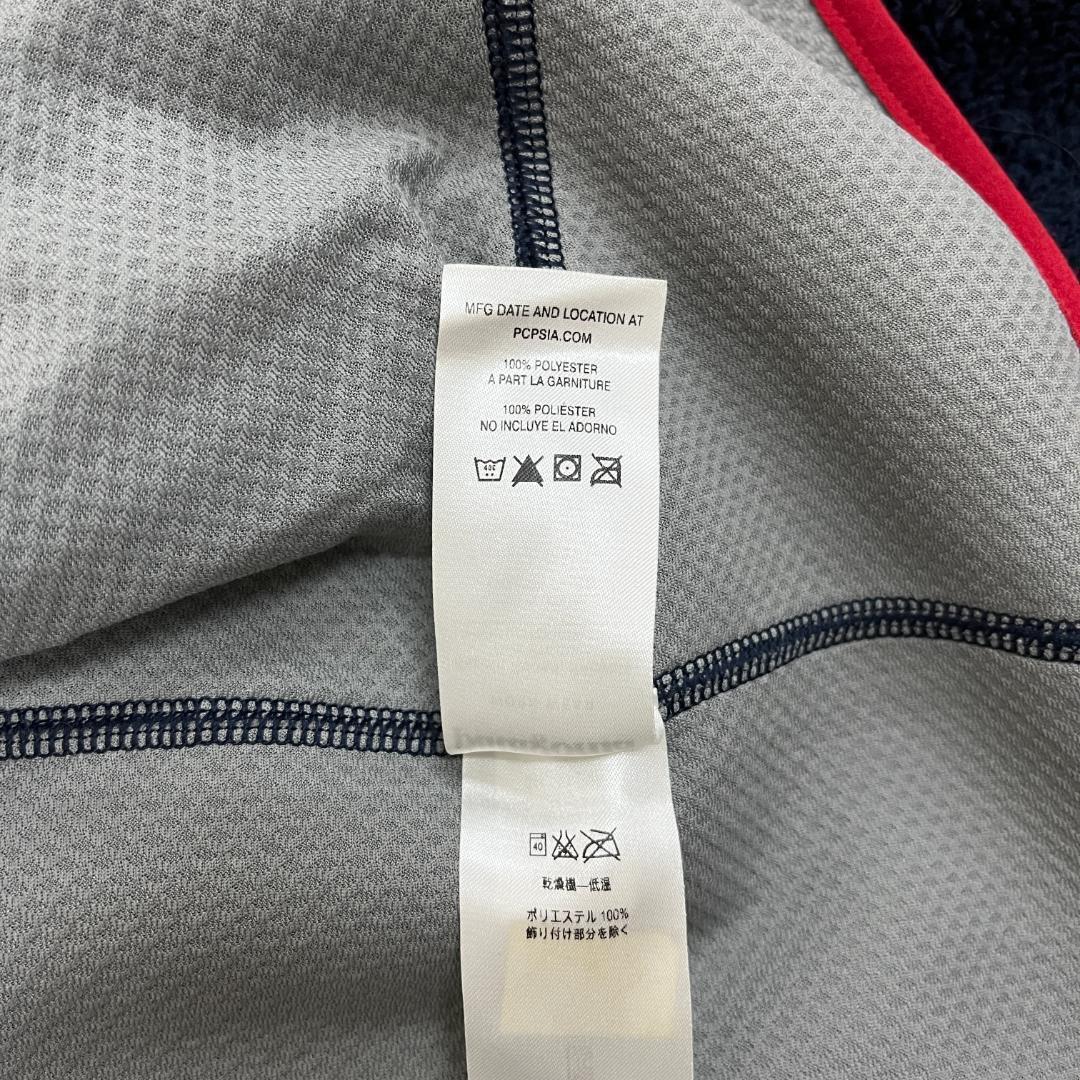 MFG DATE AND LOCATION AT
PCPSIA.COM
100% POLYESTER
A PART LA GARNITURE
100% POLIÉSTER
NO INCLUYE EL ADORNO
40C
40
乾燥機—低温
ポリエステル 100%
飾り付け部分を除く